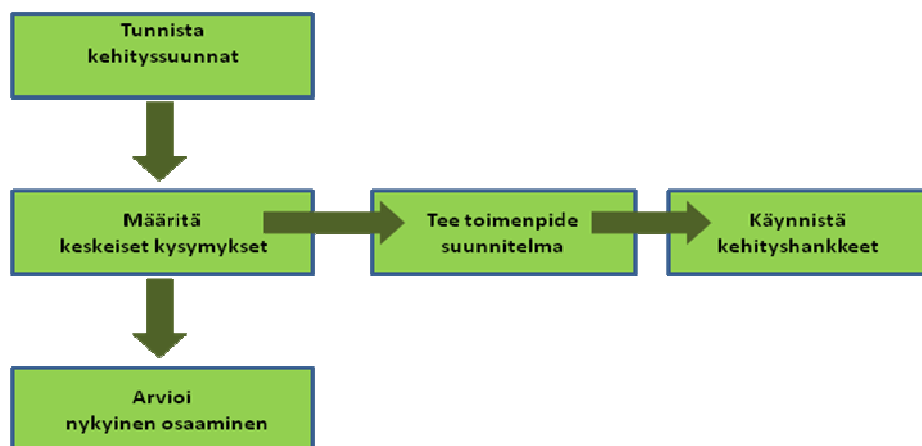 Tunnista
kehityssuunnat
Määritä
keskeiset kysymykset
Tee toimenpide
suunnitelma
Käynnistä
kehityshankkeet
Arvioi
nykyinen osaaminen